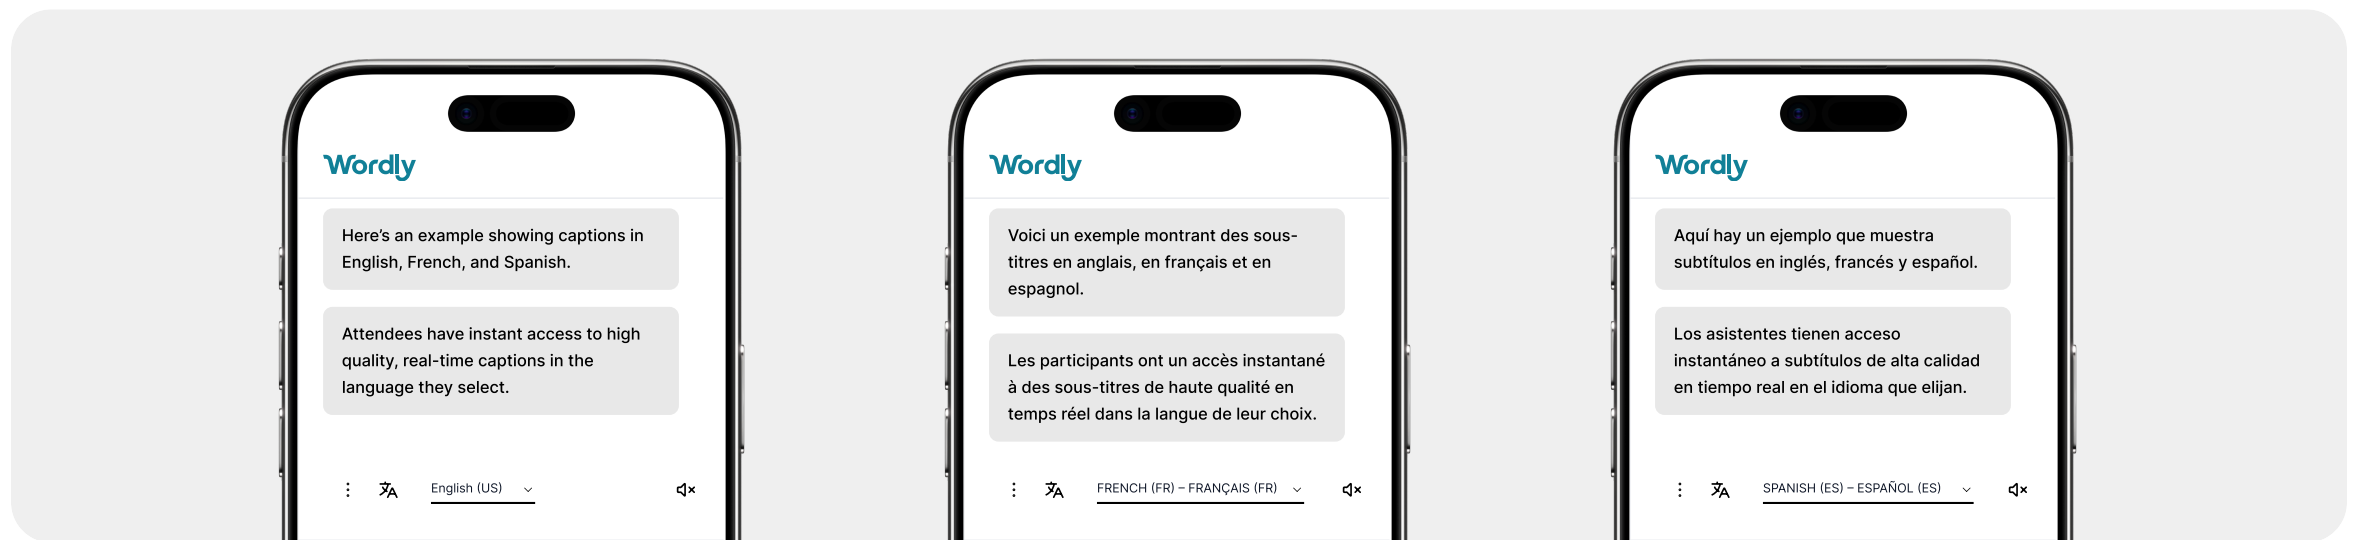 Wordly
Here’s an example showing captions in
English, French, and Spanish.
Attendees have instant access to high
quality, real-time captions in the
language they select.
English (US)
Wordly
Voici un exemple montrant des sous-
titres en anglais, en français et en
espagnol.
Les participants ont un accès instantané
à des sous-titres de haute qualité en
temps réel dans la langue de leur choix.
FRENCH (FR) – FRANÇAIS (FR)
Wordly
Aquí hay un ejemplo que muestra
subtítulos en inglés, francés y español.
Los asistentes tienen acceso
instantáneo a subtítulos de alta calidad
en tiempo real en el idioma que elijan.
SPANISH (ES) – ESPAÑOL (ES)